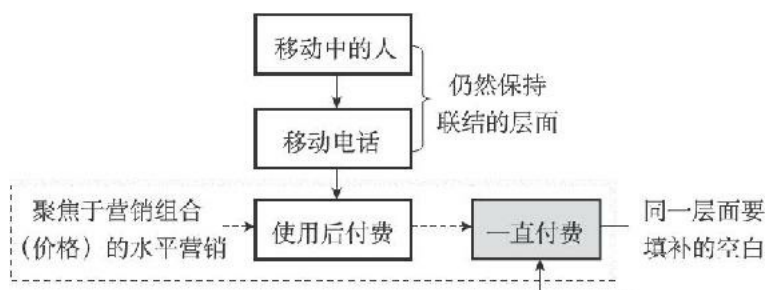 移动中的人
仍然保持
联结的层面
移动电话
聚焦于营销组合
（价格）的水平营销
使用后付费
一直付费
同一层面要
填补的空白